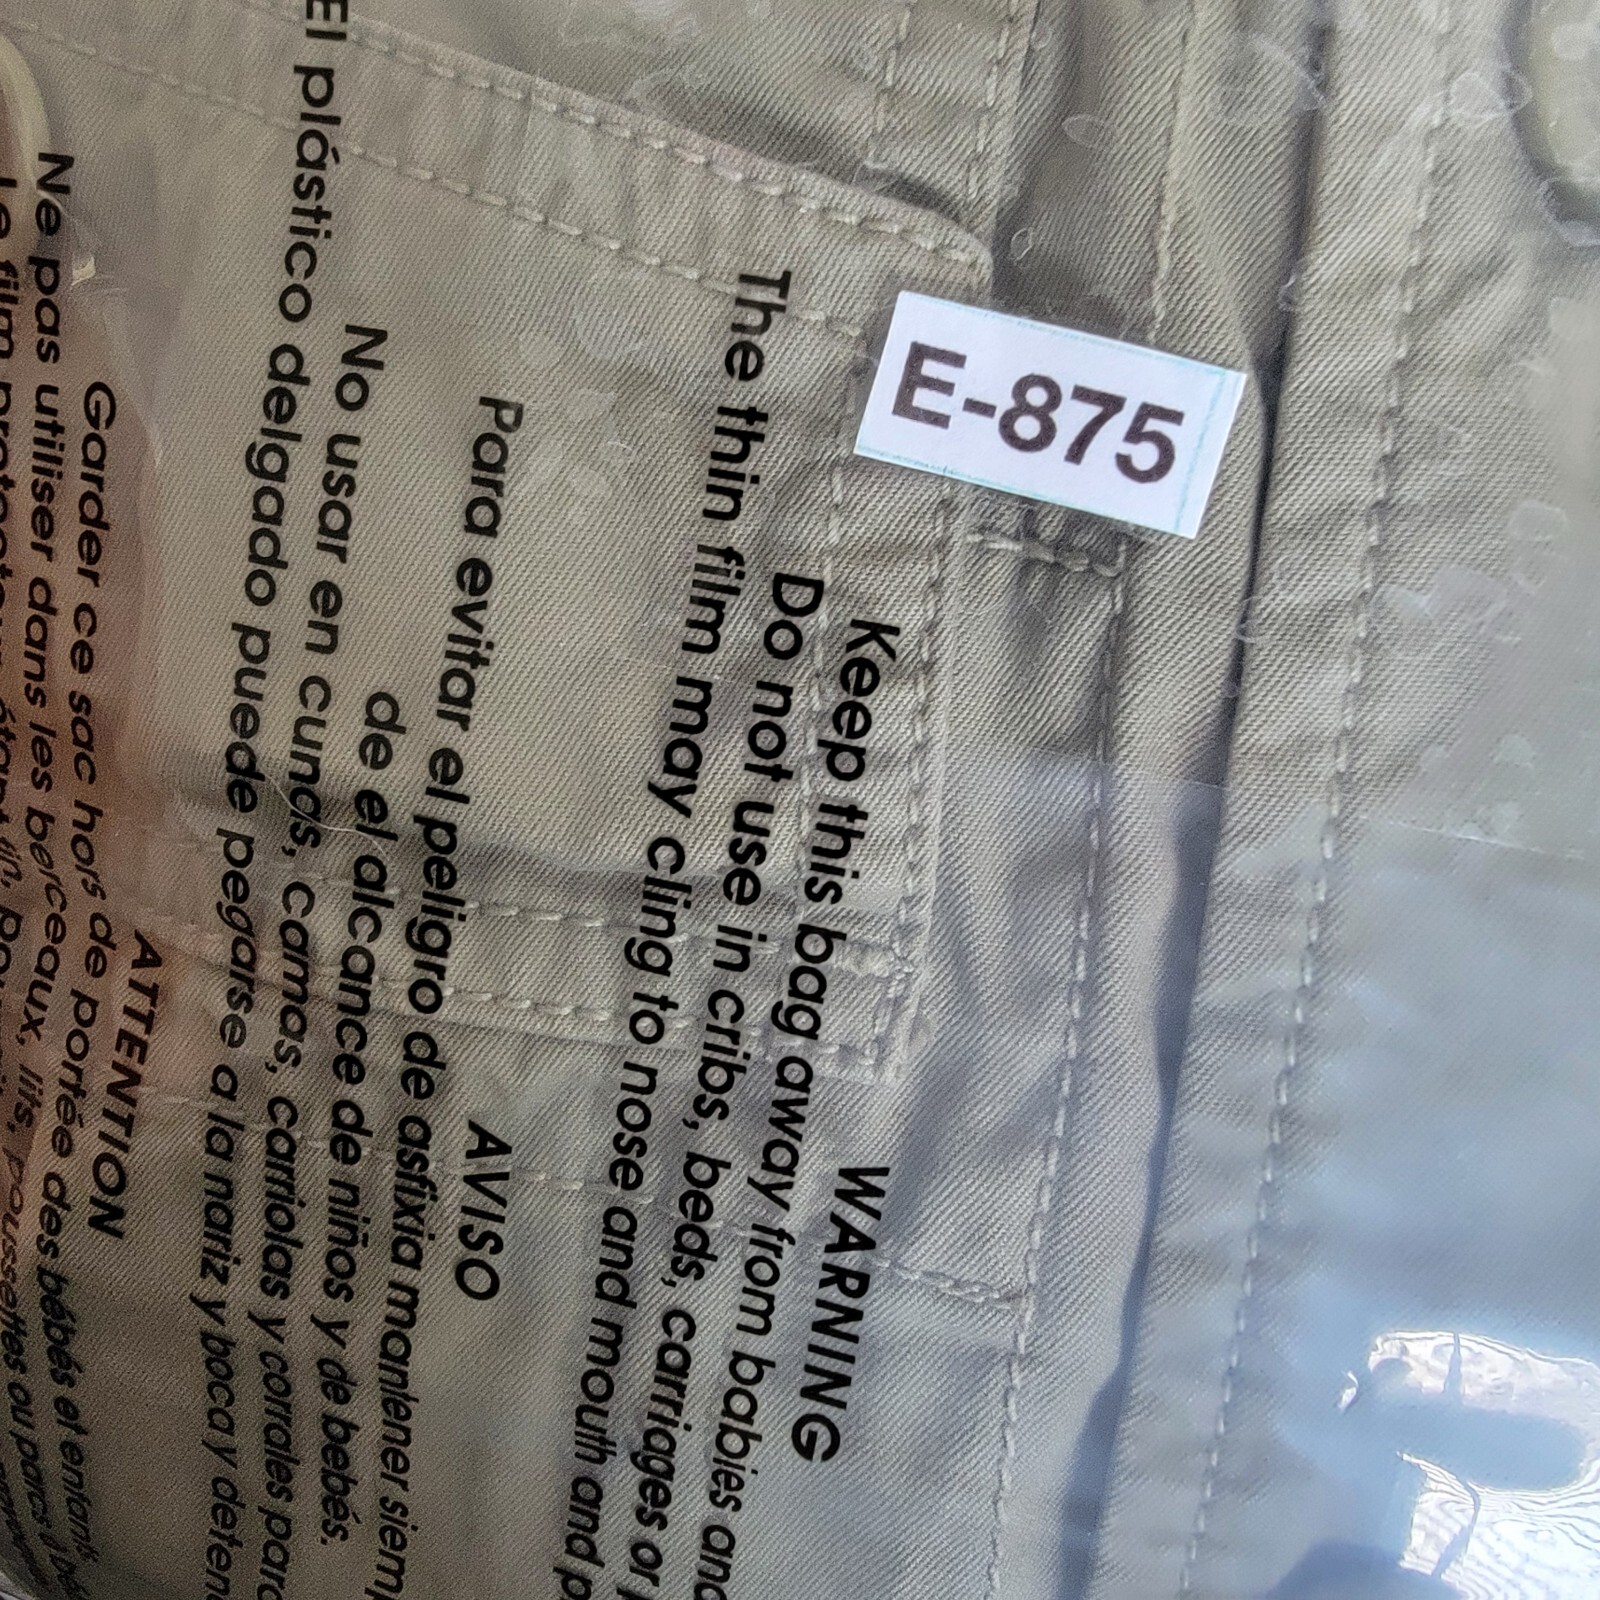 E-875
WARNING
Keep this bag away from babies and
Do not use in cribs, beds, carriages or
The thin film may cling to nose and mouth and
AVISO
Para evitar el peligro de asfixia mantener
de el alcance de niños y de bebés.
No usar en cunas, camas, carriolas y corrales para
El plástico delgado puede pegarse a la nariz y boca y
ATTENTION
Garder ce sac hors de portée des bébés et
Ne pas utiliser dans les berceaux, lits, poussettes ou parcs
film